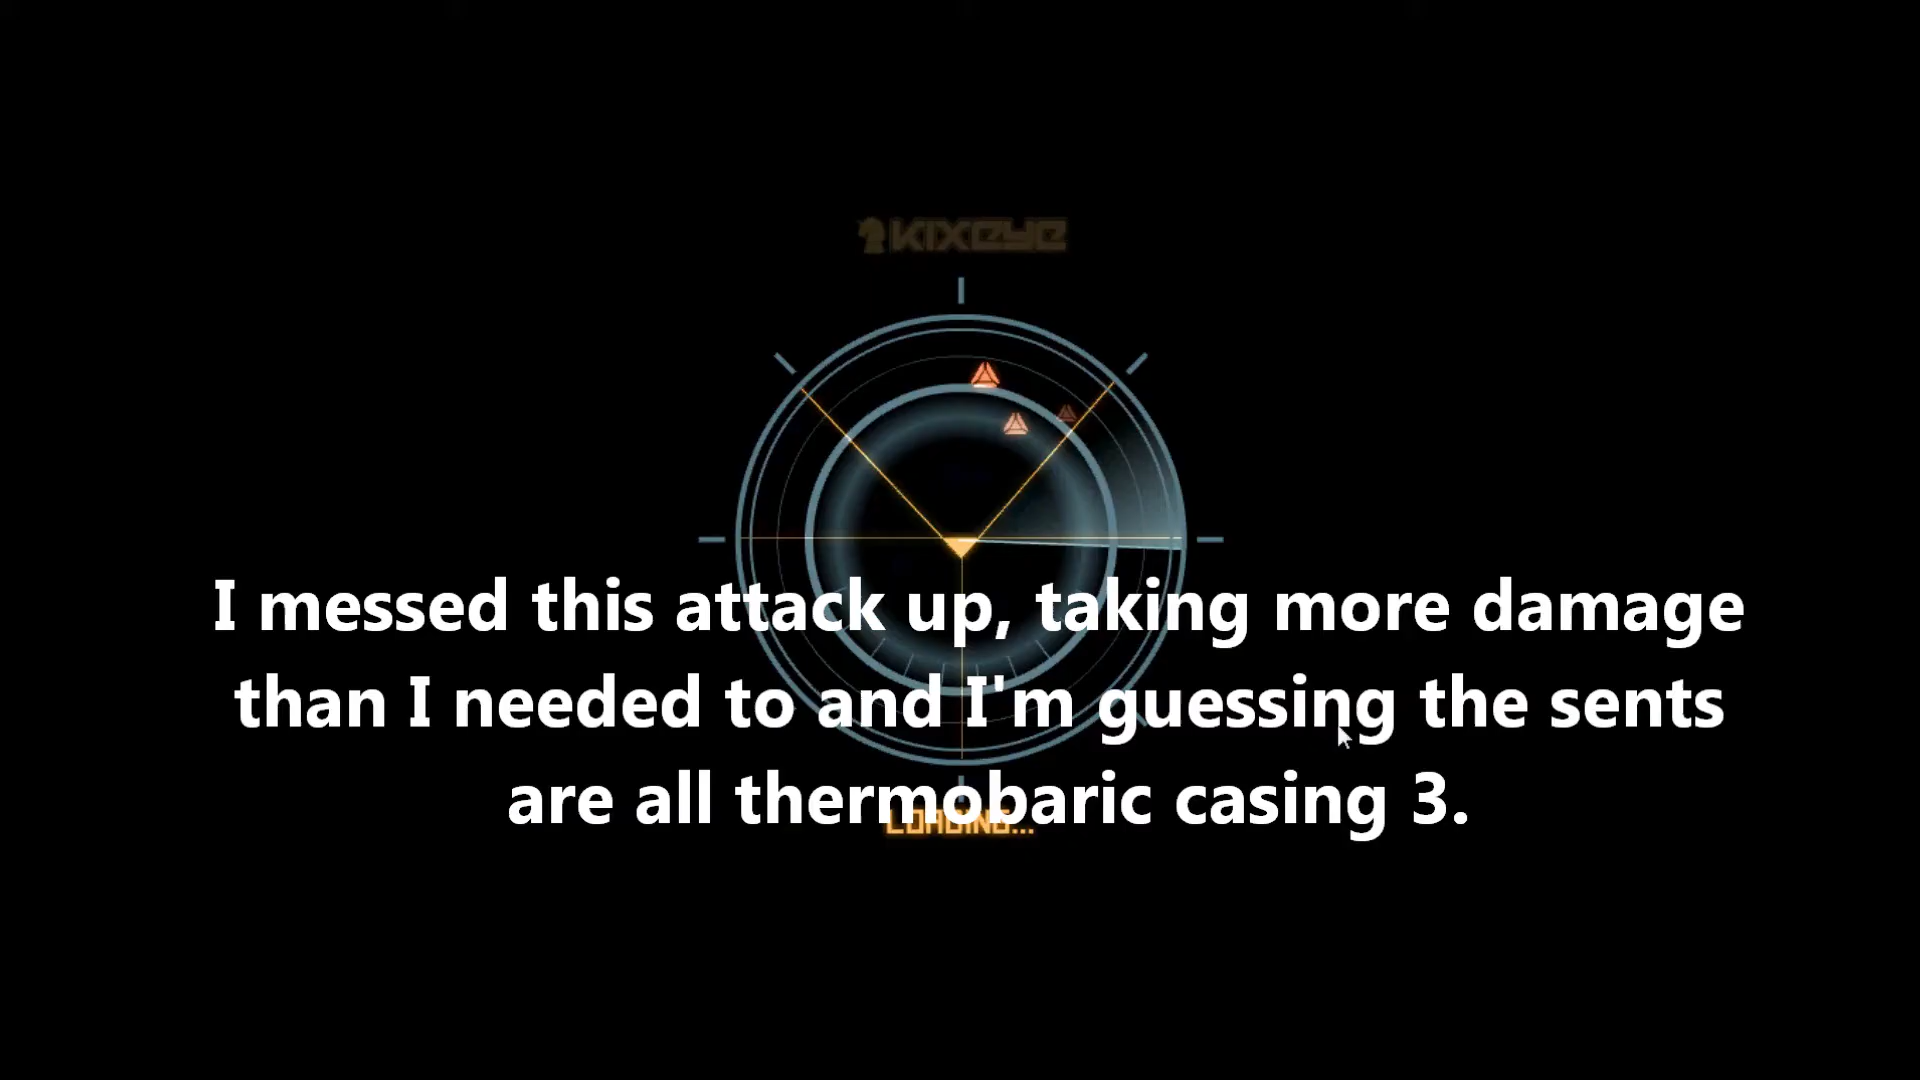 KIXEYE
I messed this attack up, taking more damage
than I needed to and I'm guessing the sents
are all thermobaric casing 3.
LOADING...